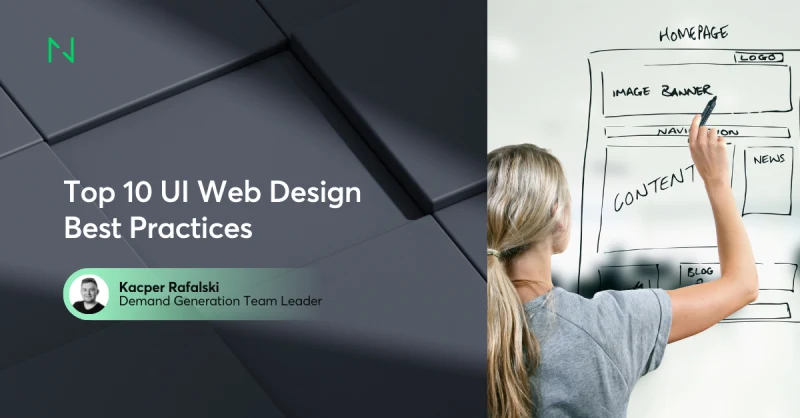 Top 10 UI Web Design
Best Practices
Kacper Rafalski
Demand Generation Team Leader
HOMEPAGE
LOGO
IMAGE BANNER
NEWS
CONTENT
BLOG